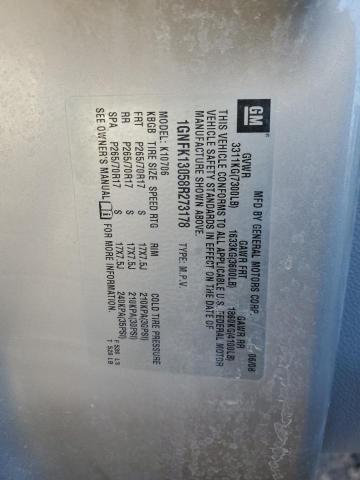 GM
MFD BY GENERAL MOTORS CORP
06/08
GVWR GAWR FRT GAWR RR
3311KG(7300LB) 1633KG(3600LB) 1860KG(4100LB)
THIS VEHICLE CONFORMS TO ALL APPLICABLE U.S. FEDERAL MOTOR
VEHICLE SAFETY STANDARDS IN EFFECT ON THE DATE OF
MANUFACTURE SHOWN ABOVE.
1GNFK13058R273178 TYPE: M.P.V.
MODEL: K10706
KBGB TIRE SIZE SPEED RTG RIM COLD TIRE PRESSURE
FRT P265/70R17 S 17X7.5J 210KPA(30PSI)
RR P265/70R17 S 17X7.5J 210KPA(30PSI)
SPA P265/70R17 S 17X7.5J 240KPA(35PSI)
SEE OWNER'S MANUAL i FOR MORE INFORMATION.